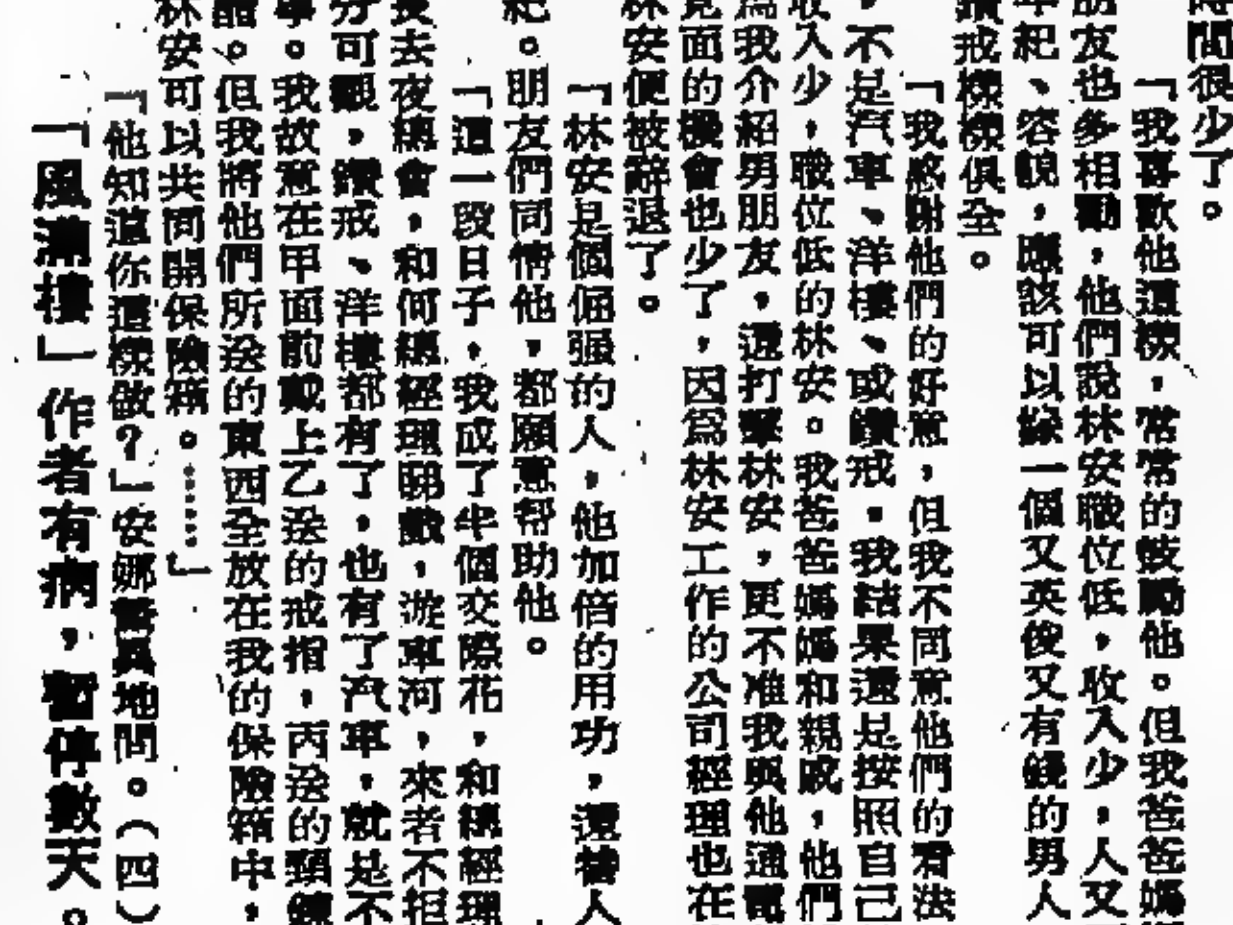 時間很少了。
「我喜歡他這樣，常常的鼓勵他。但我爸爸媽
朋友也多相勸，他們說林安職位低，收入少，人又
年紀、容貌，應該可以嫁一個又英俊又有錢的男人
鑽戒樣樣俱全。
「我感謝他們的好意，但我不同意他們的看法
，不是汽車、洋樓、或鑽戒。我結果還是按照自己
收入少，職位低的林安。我爸爸媽媽和親戚，他們
為我介紹男朋友，還打擊林安，更不准我與他通電
見面的機會也少了，因為林安工作的公司經理也在
林安便被辭退了。
「林安是個倔强的人，他加倍的用功，還替人
紀。朋友們同情他，都願意幫助他。
「這一段日子，我成了半個交際花，和總經理
長去夜總會，和何總經理睇戲，遊車河，來者不拒
分可觀，鑽戒、洋樓都有了，也有了汽車，就是不
。我故意在甲面前戴上乙送的戒指，丙送的頸鍊
。但我將他們所送的東西全放在我的保險箱中，
林安可以共同開保險箱。……」
「他知道你這樣做？」安娜認真地問。（四）
「風滿樓」作者有病，暫停數天。